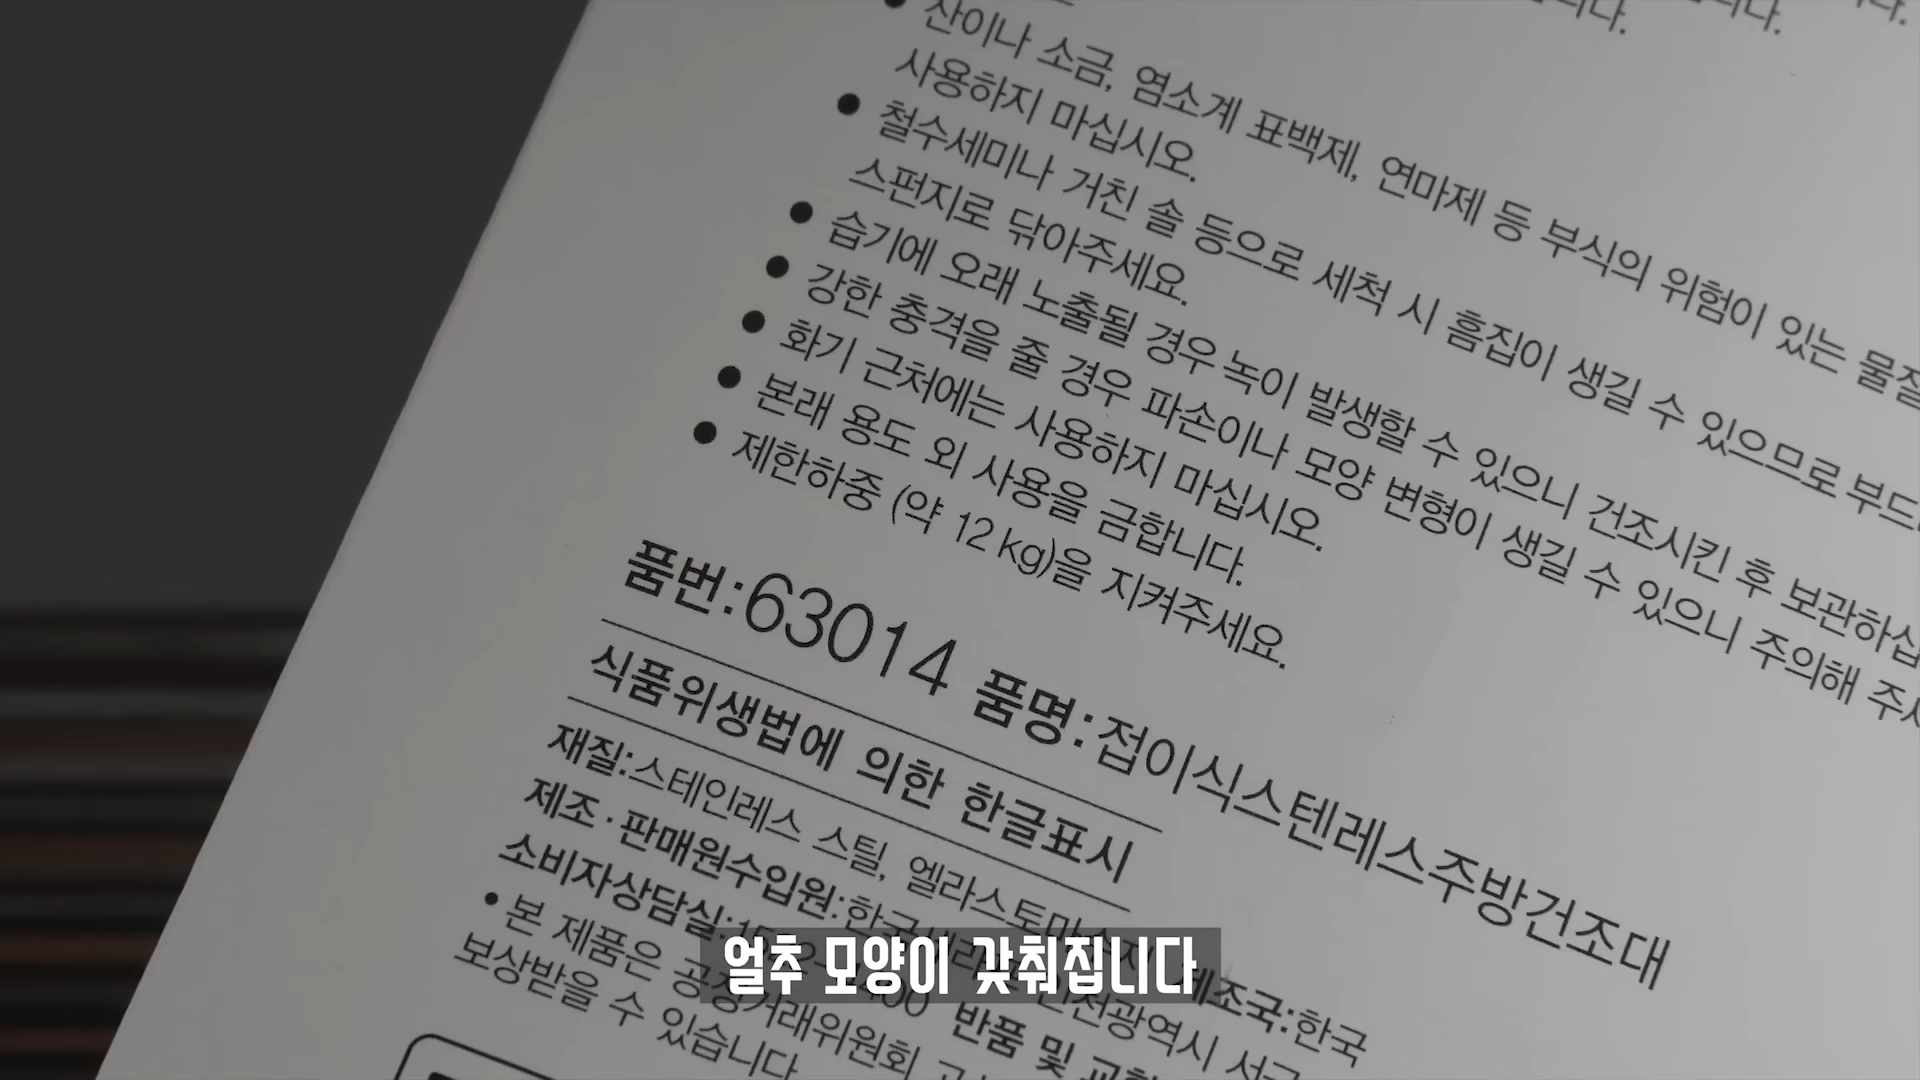 산이나 소금, 염소계 표백제, 연마제 등 부식의 위험이 있는 물질
사용하지 마십시오.
철수세미나 거친 솔 등으로 세척 시 흠집이 생길 수 있으므로 부드
스펀지로 닦아주세요.
습기에 오래 노출될 경우 녹이 발생할 수 있으니 건조시킨 후 보관하십
강한 충격을 줄 경우 파손이나 모양 변형이 생길 수 있으니 주의해 주
화기 근처에는 사용하지 마십시오.
본래 용도 외 사용을 금합니다.
제한하중 (약 12kg)을 지켜주세요.
품번:63014 품명:접이식스텐레스주방건조대
식품위생법에 의한 한글표시
재질:스테인레스 스틸, 제조국:한국
제조·판매원수입원:한국 인천광역시 서구
소비자상담실: 반품 및
•본 제품은 공정거래위원회
보상받을 수 있습니다
얼추 모양이 갖춰집니다